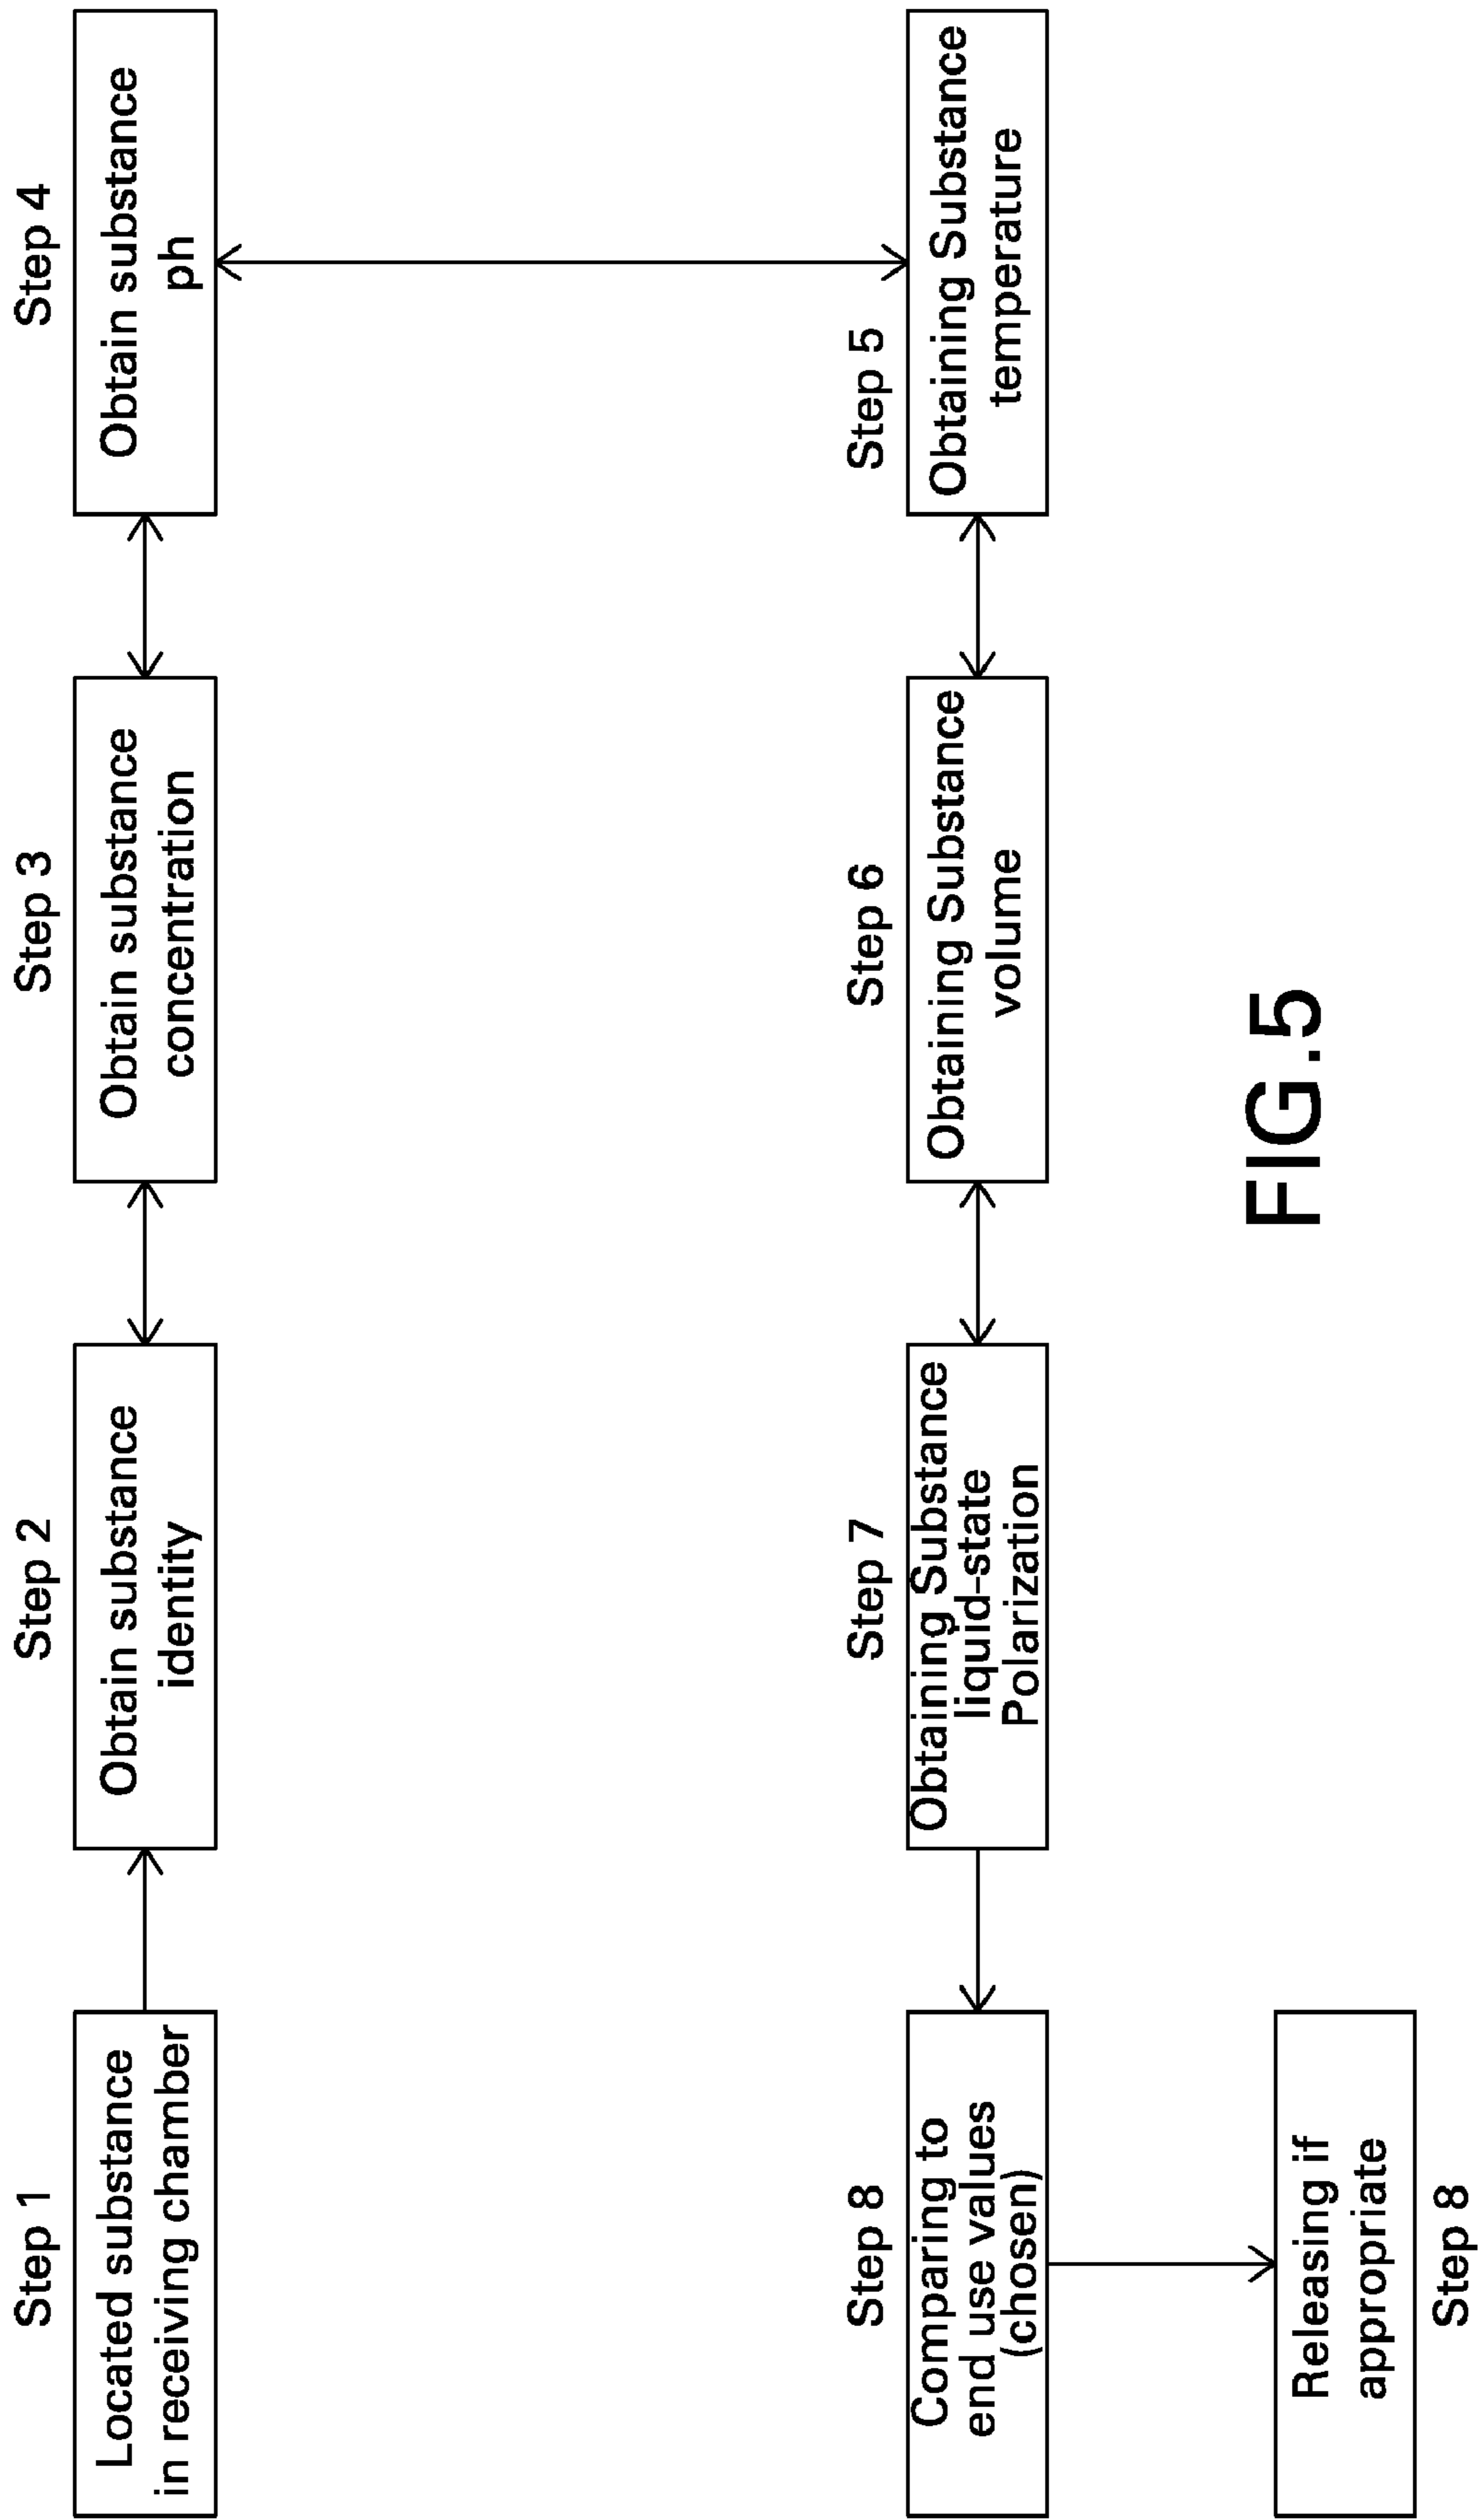 Step 1
Located substance
in receiving chamber
Step 2
Obtain substance
identity
Step 3
Obtain substance
concentration
Step 4
Obtain substance
ph
Step 5
Obtaining Substance
temperature
Step 6
Obtaining Substance
volume
Step 7
Obtaining Substance
liquid-state
Polarization
Step 8
Comparing to
end use values
(chosen)
Releasing if
appropriate
Step 8
FIG.5